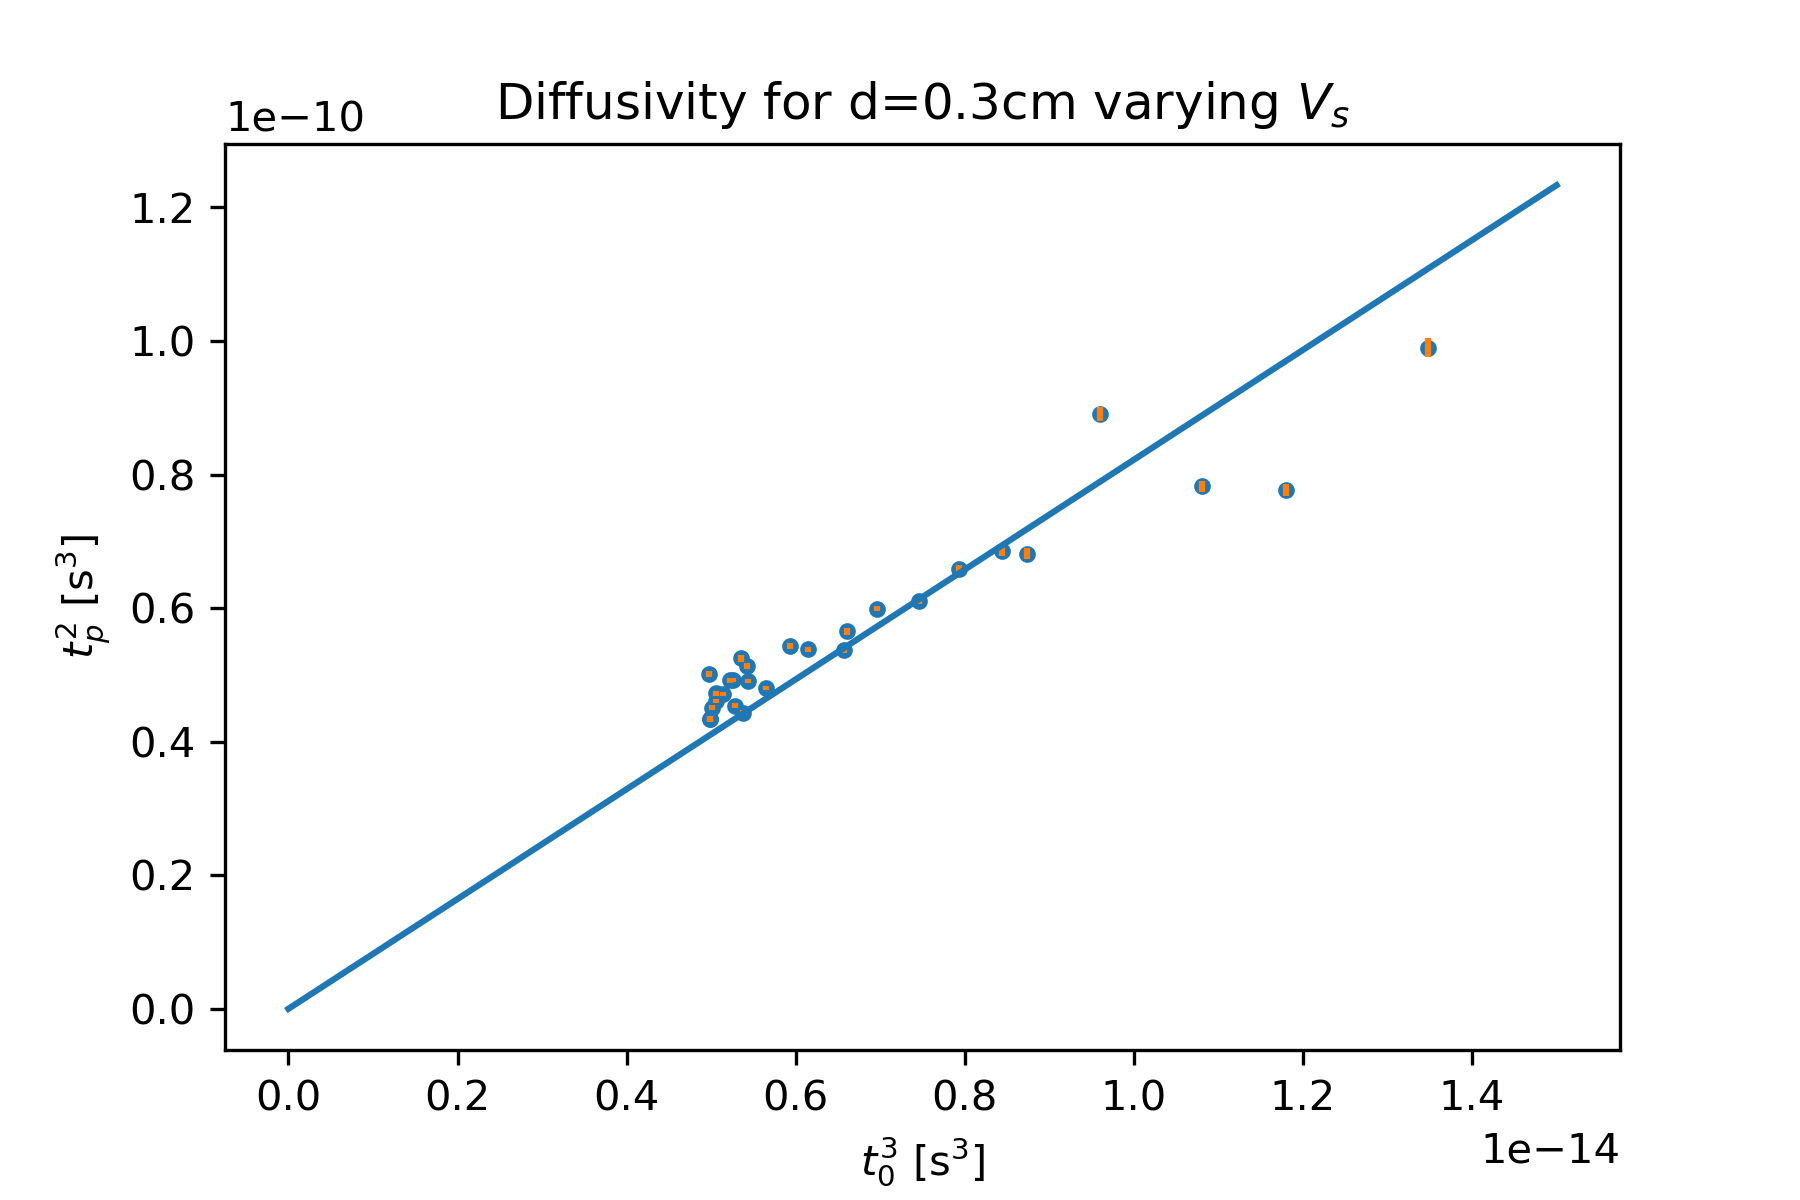 Diffusivity for d=0.3cm varying $V_s$
1e−10
1.2
1.0
0.8
0.6
0.4
0.2
0.0
$t_p^2$ [s$^3$]
0.0 0.2 0.4 0.6 0.8 1.0 1.2 1.4
1e−14
$t_0^3$ [s$^3$]